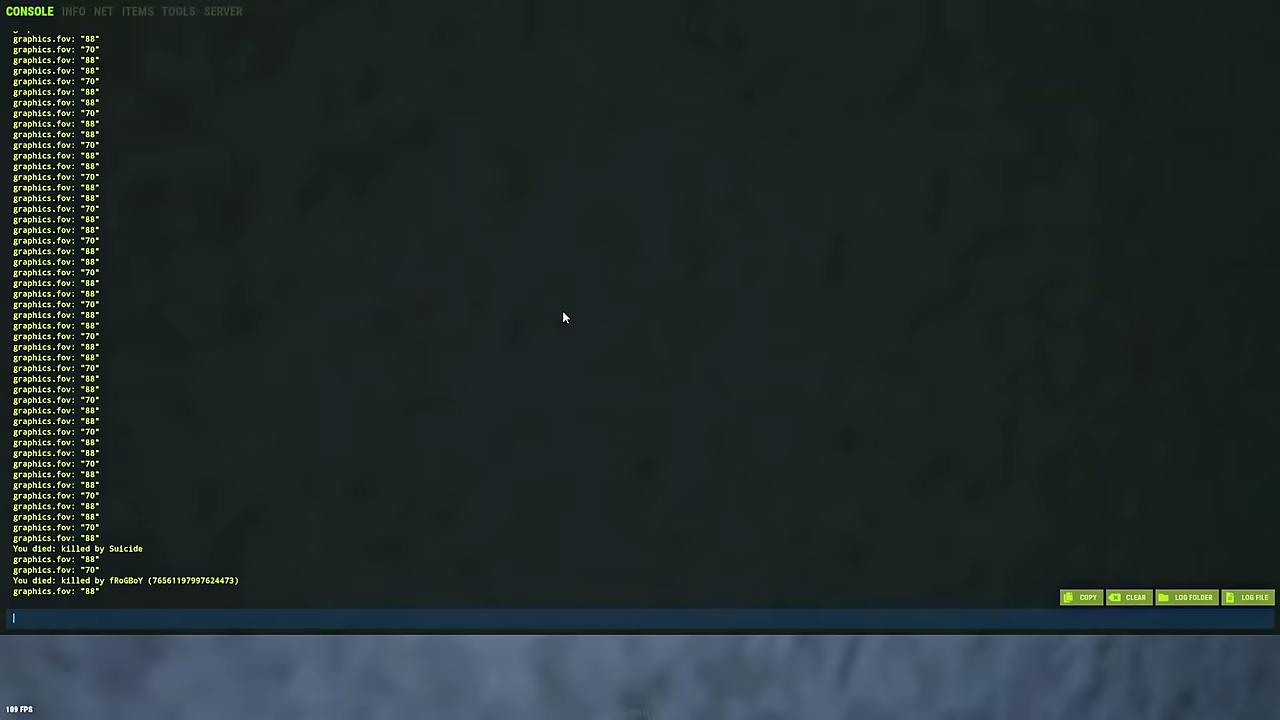 CONSOLE INFO NET ITEMS TOOLS SERVER
graphics.fov: "88"
graphics.fov: "70"
graphics.fov: "88"
graphics.fov: "88"
graphics.fov: "70"
graphics.fov: "88"
graphics.fov: "88"
graphics.fov: "70"
graphics.fov: "88"
graphics.fov: "88"
graphics.fov: "70"
graphics.fov: "88"
graphics.fov: "88"
graphics.fov: "70"
graphics.fov: "88"
graphics.fov: "88"
graphics.fov: "70"
graphics.fov: "88"
graphics.fov: "88"
graphics.fov: "70"
graphics.fov: "88"
graphics.fov: "88"
graphics.fov: "70"
graphics.fov: "88"
graphics.fov: "88"
graphics.fov: "70"
graphics.fov: "88"
graphics.fov: "88"
graphics.fov: "70"
graphics.fov: "88"
graphics.fov: "88"
graphics.fov: "70"
graphics.fov: "88"
graphics.fov: "88"
graphics.fov: "70"
graphics.fov: "88"
graphics.fov: "88"
graphics.fov: "70"
graphics.fov: "88"
graphics.fov: "88"
graphics.fov: "70"
graphics.fov: "88"
graphics.fov: "88"
graphics.fov: "70"
graphics.fov: "88"
graphics.fov: "88"
graphics.fov: "70"
graphics.fov: "88"
You died: killed by Suicide
graphics.fov: "88"
graphics.fov: "70"
You died: killed by fRoGBoY (76561197997624473)
graphics.fov: "88"
COPY CLEAR LOG FOLDER LOG FILE
109 FPS